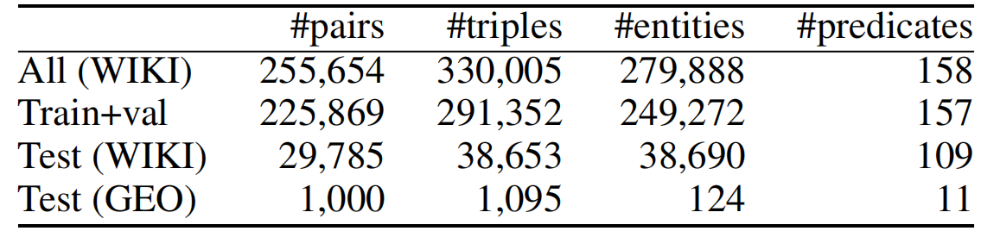 #pairs #triples #entities #predicates
All (WIKI) 255,654 330,005 279,888 158
Train+val 225,869 291,352 249,272 157
Test (WIKI) 29,785 38,653 38,690 109
Test (GEO) 1,000 1,095 124 11